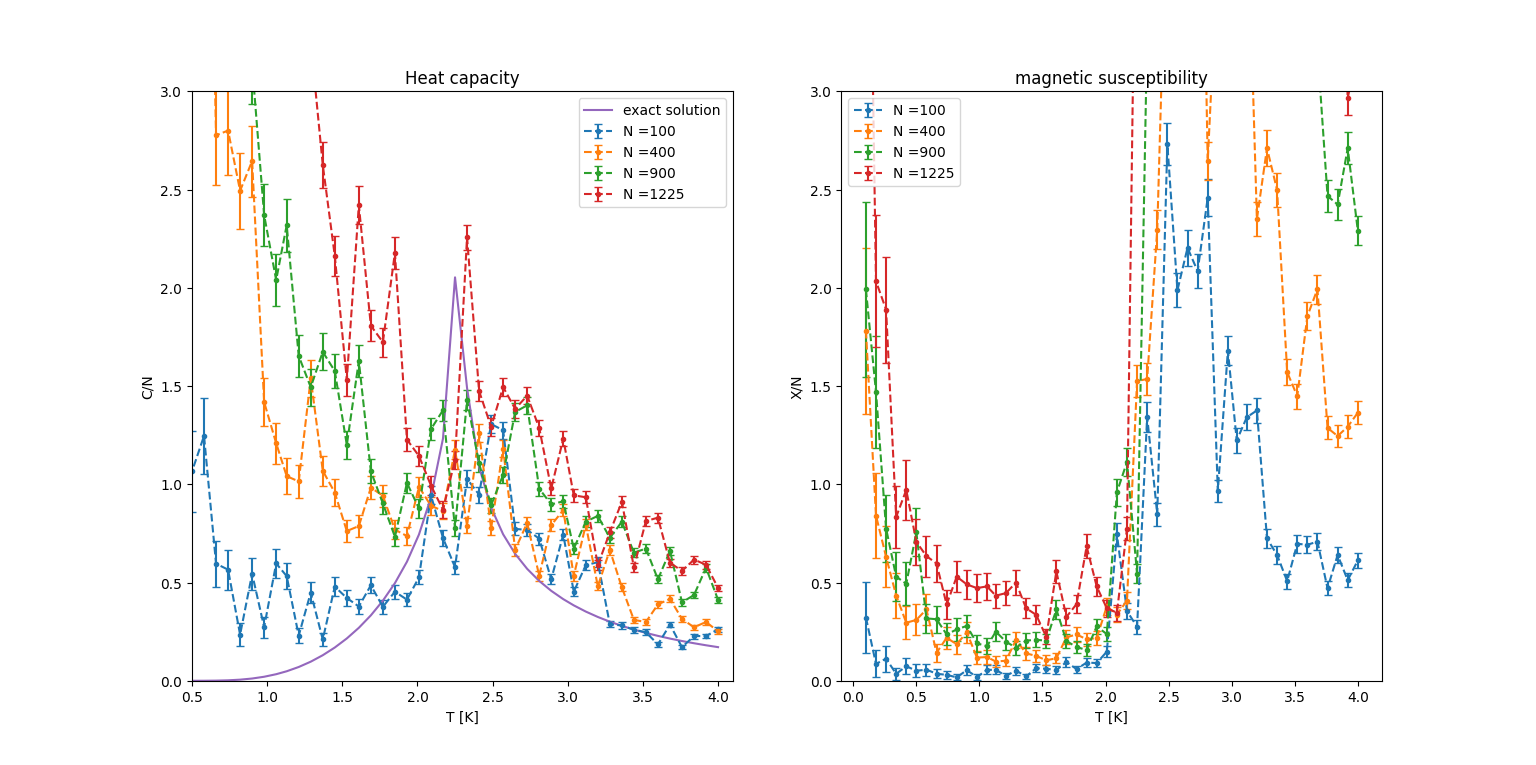 Heat capacity
3.0
2.5
2.0
1.5
1.0
0.5
0.0
C/N
0.5 1.0 1.5 2.0 2.5 3.0 3.5 4.0
T [K]
exact solution
N =100
N =400
N =900
N =1225
magnetic susceptibility
3.0
2.5
2.0
1.5
1.0
0.5
0.0
X/N
0.0 0.5 1.0 1.5 2.0 2.5 3.0 3.5 4.0
T [K]
N =100
N =400
N =900
N =1225